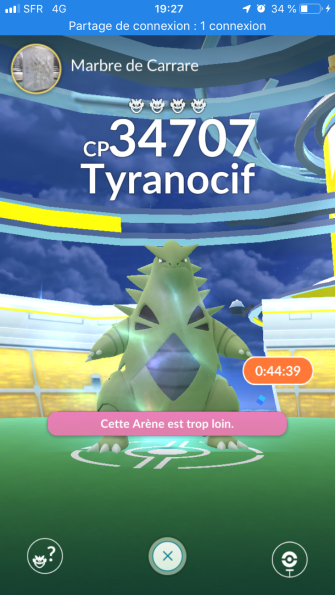 SFR 4G 19:27 34 %
Partage de connexion : 1 connexion
Marbre de Carrare
CP34707
Tyranocif
0:44:39
Cette Arène est trop loin.
?